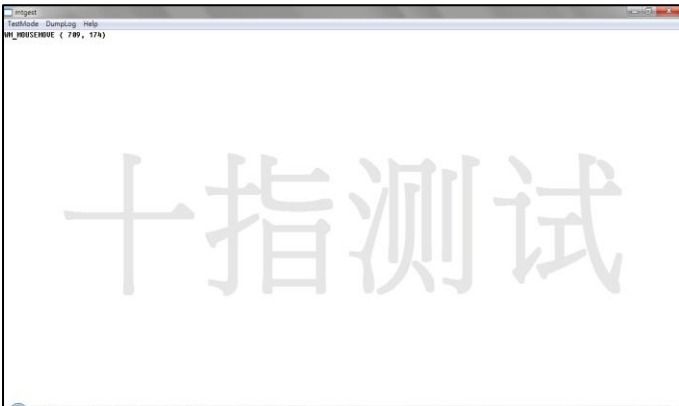 mtgest
TestMode DumpLog Help
WM_MOUSEMOVE ( 709, 174)
十指测试